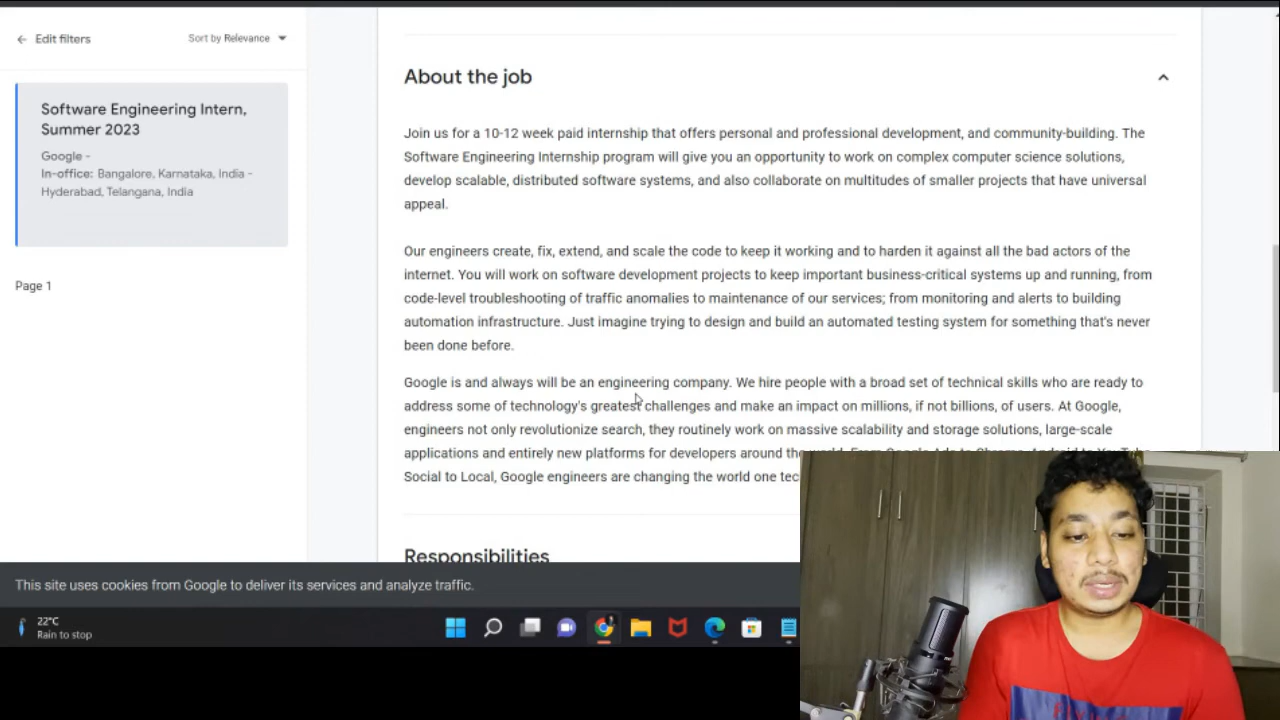 Edit filters
Sort by Relevance
Software Engineering Intern,
Summer 2023
Google -
In-office: Bangalore, Karnataka, India -
Hyderabad, Telangana, India
Page 1
About the job
Join us for a 10-12 week paid internship that offers personal and professional development, and community-building. The
Software Engineering Internship program will give you an opportunity to work on complex computer science solutions,
develop scalable, distributed software systems, and also collaborate on multitudes of smaller projects that have universal
appeal.
Our engineers create, fix, extend, and scale the code to keep it working and to harden it against all the bad actors of the
internet. You will work on software development projects to keep important business-critical systems up and running, from
code-level troubleshooting of traffic anomalies to maintenance of our services; from monitoring and alerts to building
automation infrastructure. Just imagine trying to design and build an automated testing system for something that's never
been done before.
Google is and always will be an engineering company. We hire people with a broad set of technical skills who are ready to
address some of technology's greatest challenges and make an impact on millions, if not billions, of users. At Google,
engineers not only revolutionize search, they routinely work on massive scalability and storage solutions, large-scale
applications and entirely new platforms for developers around the world. From Google Ads to Chrome, Android to YouTube,
Social to Local, Google engineers are changing the world one tec
Responsibilities
This site uses cookies from Google to deliver its services and analyze traffic.
22°C
Rain to stop